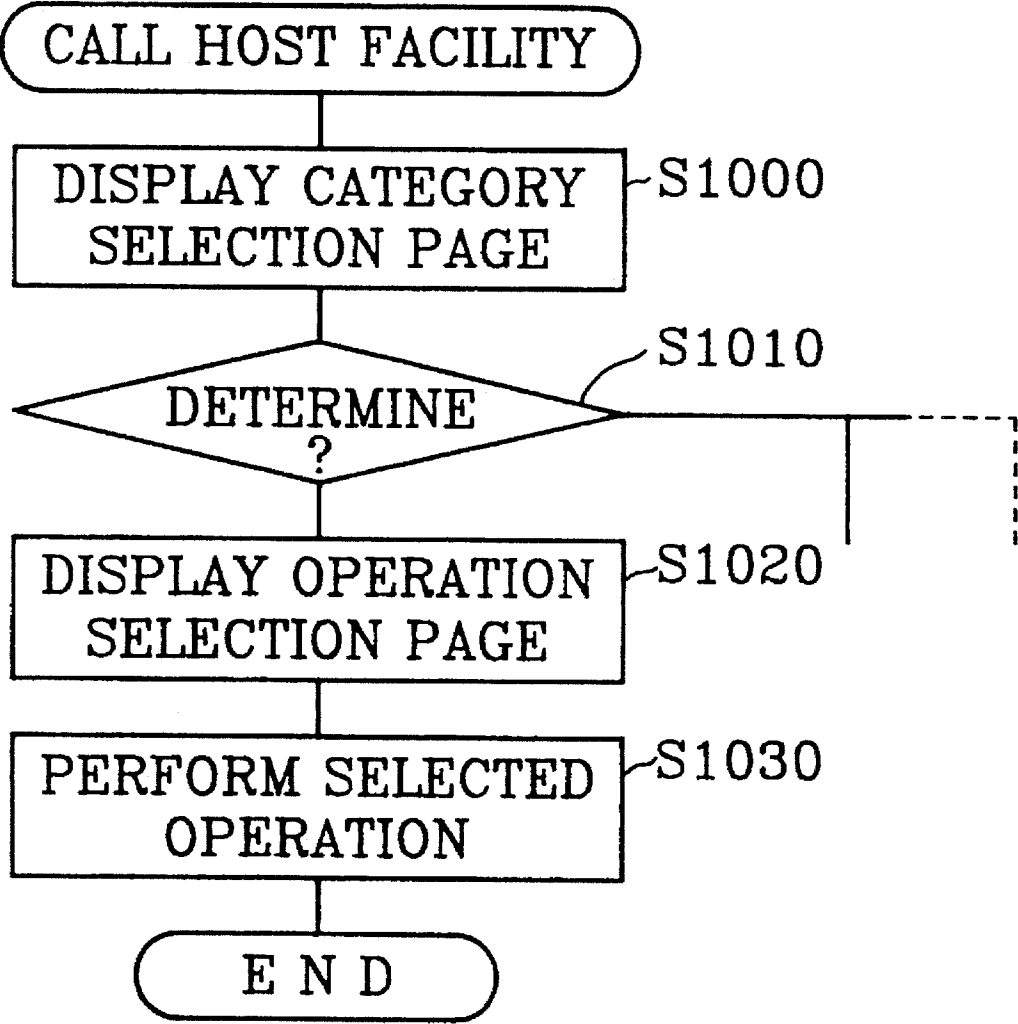 CALL HOST FACILITY
DISPLAY CATEGORY
SELECTION PAGE
S1000
DETERMINE
?
S1010
DISPLAY OPERATION
SELECTION PAGE
S1020
PERFORM SELECTED
OPERATION
S1030
END